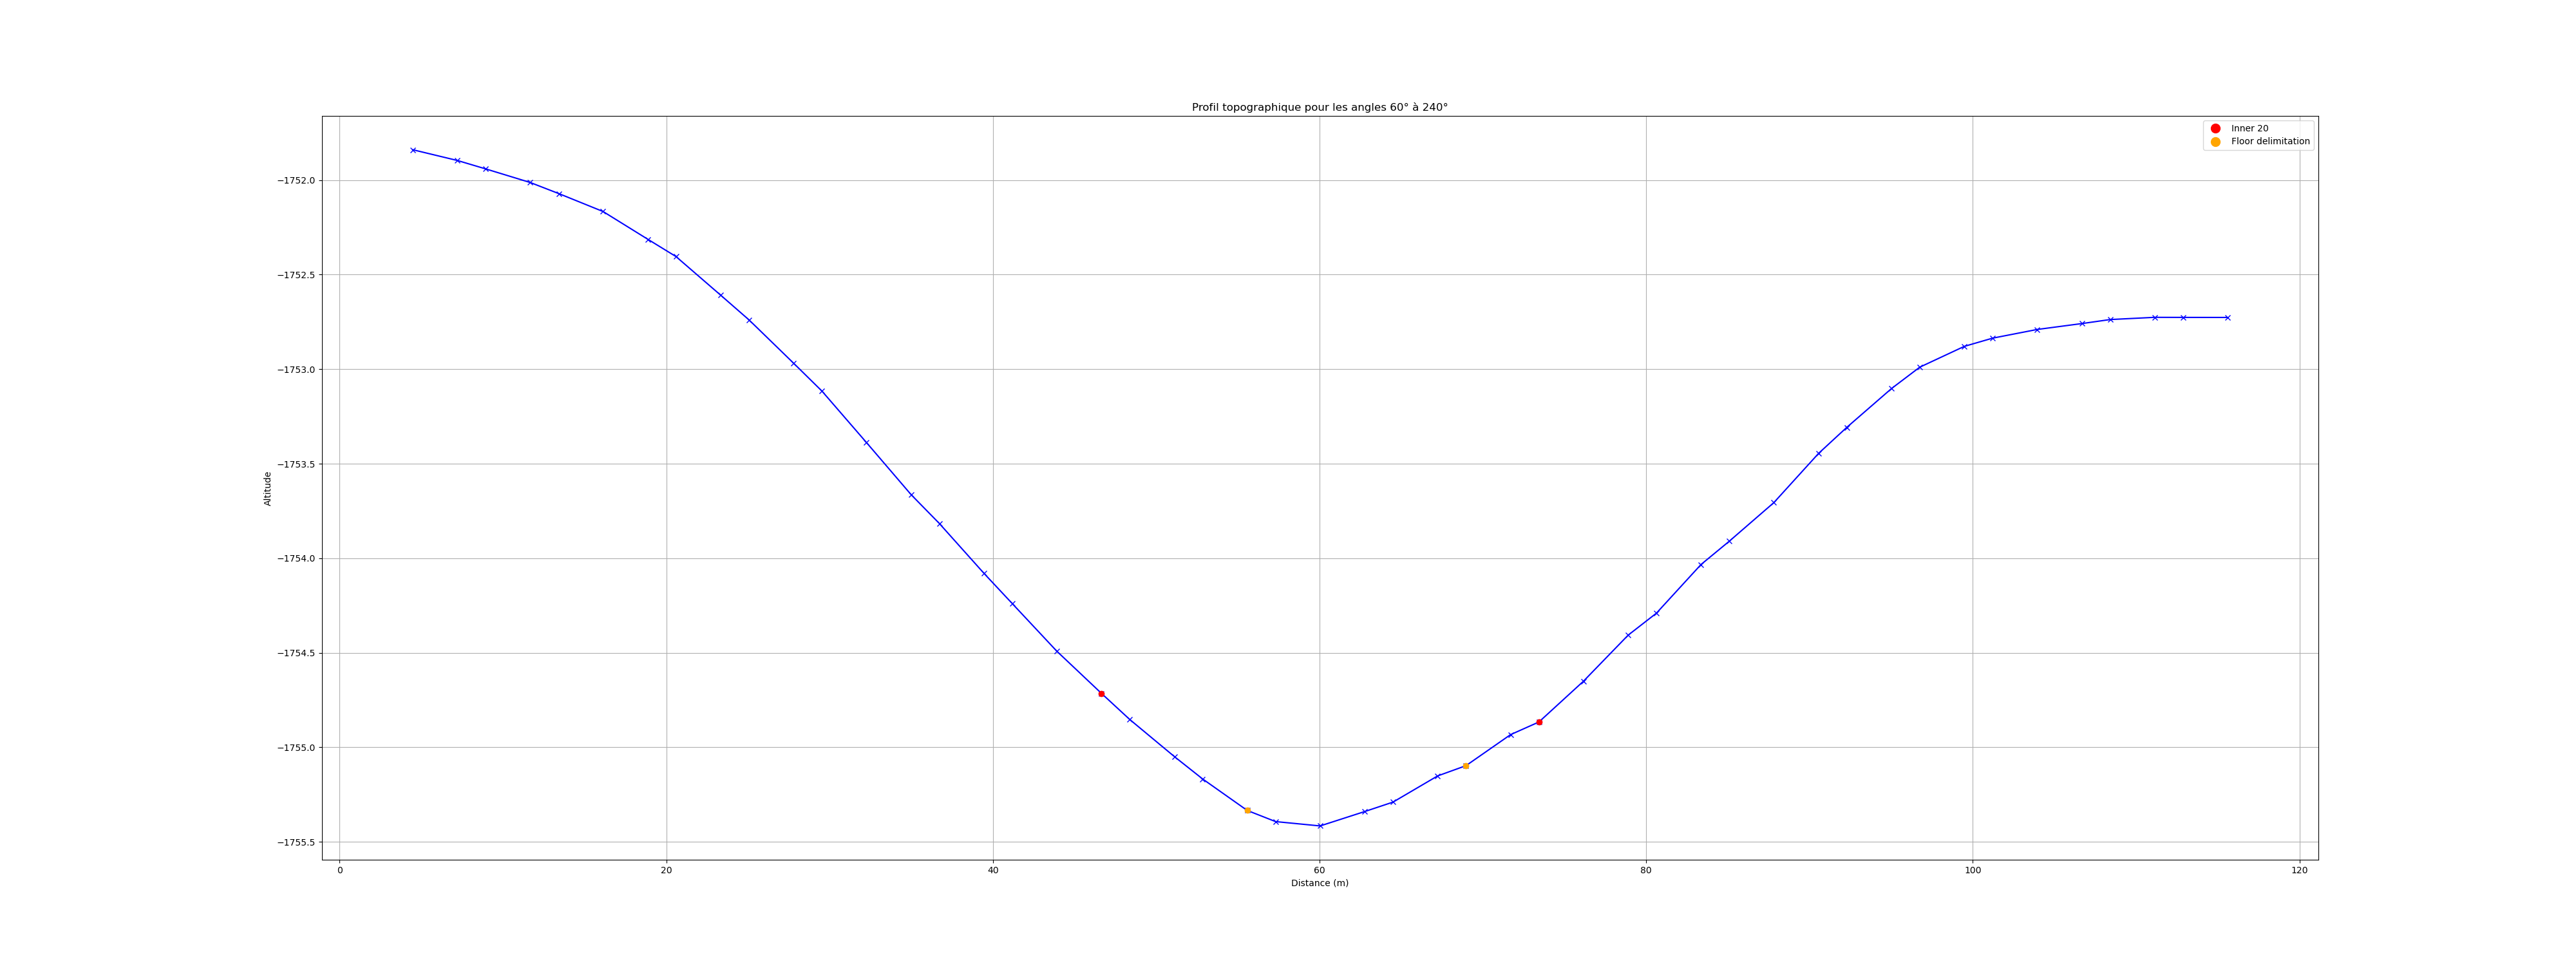 Profil topographique pour les angles 60° à 240°
Inner 20
Floor delimitation
−1752.0
−1752.5
−1753.0
−1753.5
−1754.0
−1754.5
−1755.0
−1755.5
Altitude
0 20 40 60 80 100 120
Distance (m)